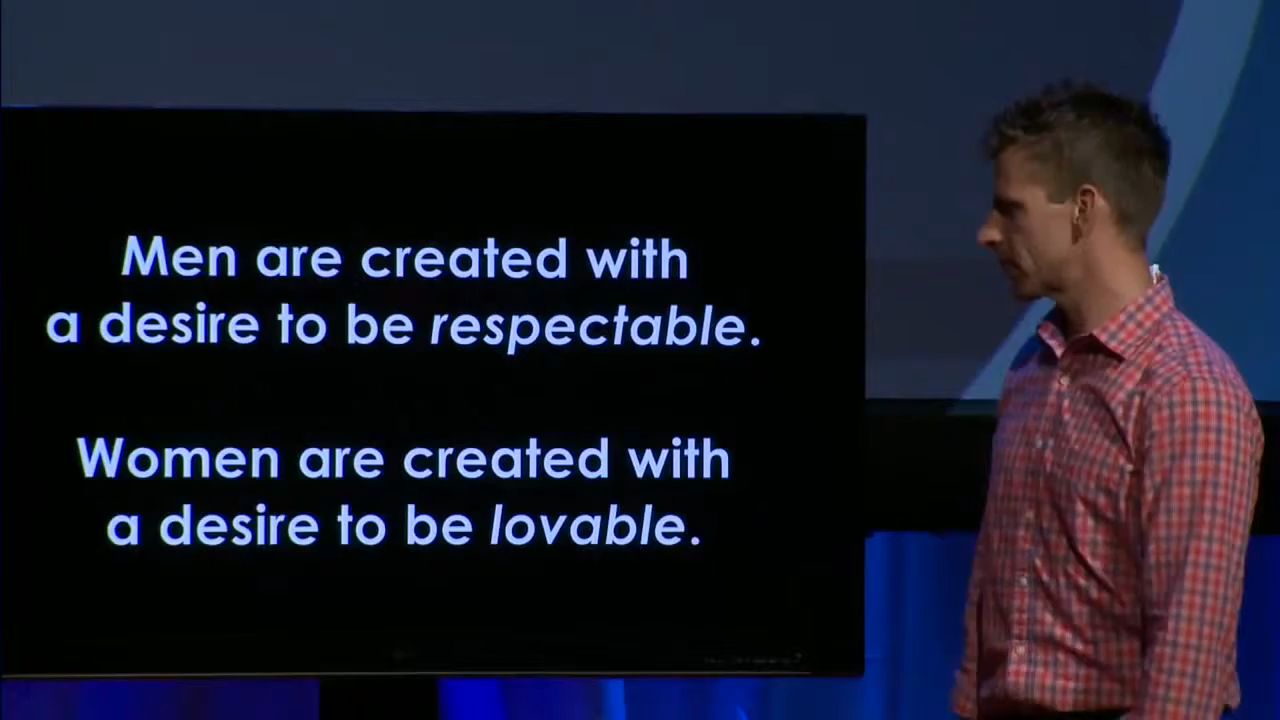 Men are created with
a desire to be respectable.
Women are created with
a desire to be lovable.